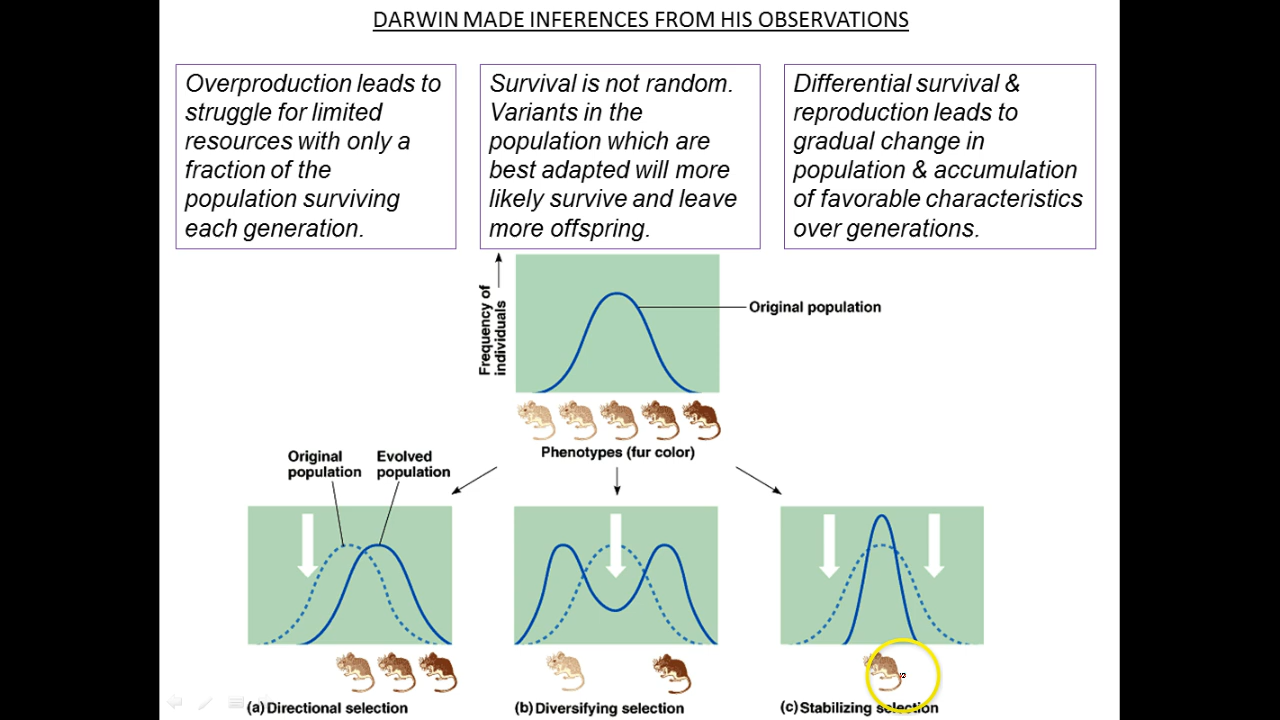 DARWIN MADE INFERENCES FROM HIS OBSERVATIONS
Overproduction leads to
struggle for limited
resources with only a
fraction of the
population surviving
each generation.
Survival is not random.
Variants in the
population which are
best adapted will more
likely survive and leave
more offspring.
Differential survival &
reproduction leads to
gradual change in
population & accumulation
of favorable characteristics
over generations.
Frequency of
individuals
Original population
Phenotypes (fur color)
Original
population
Evolved
population
(a) Directional selection
(b) Diversifying selection
(c) Stabilizing selection